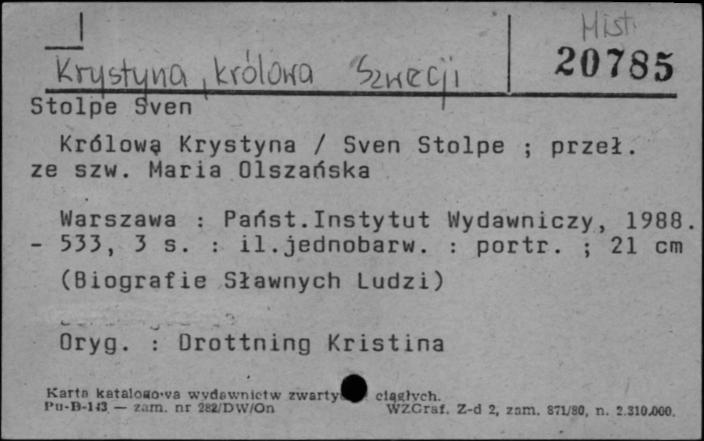 Hist.
20785
Krystyna, królowa Szwecji
Stolpe Sven
Królową Krystyna / Sven Stolpe ; przeł.
ze szw. Maria Olszańska
Warszawa : Państ.Instytut Wydawniczy, 1988.
- 533, 3 s. : il.jednobarw. : portr. ; 21 cm
(Biografie Sławnych Ludzi)
Oryg. : Drottning Kristina
Karta katalogowa wydawnictw zwartych ciągłych.
Pu-B-143 — zam. nr 282/DW/On WZGraf. Z-d 2, zam. 871/80, n. 2.310.000.